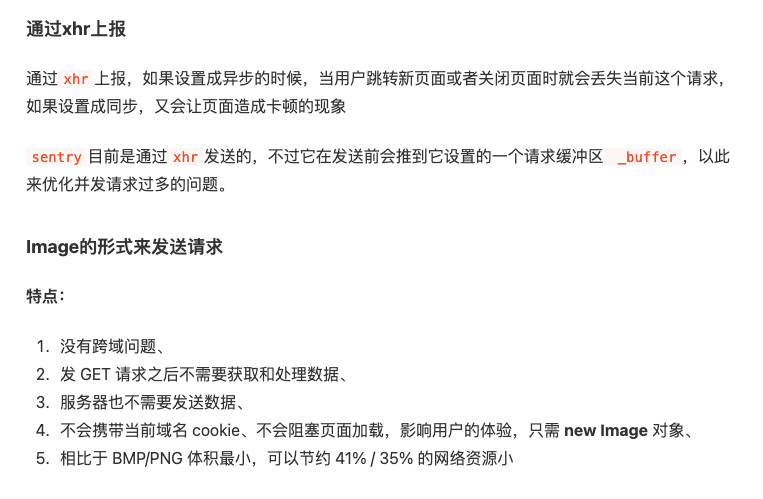 通过xhr上报
通过 xhr 上报，如果设置成异步的时候，当用户跳转新页面或者关闭页面时就会丢失当前这个请求，
如果设置成同步，又会让页面造成卡顿的现象
sentry 目前是通过 xhr 发送的，不过它在发送前会推到它设置的一个请求缓冲区 _buffer ，以此
来优化并发请求过多的问题。
Image的形式来发送请求
特点：
1. 没有跨域问题、
2. 发 GET 请求之后不需要获取和处理数据、
3. 服务器也不需要发送数据、
4. 不会携带当前域名 cookie、不会阻塞页面加载，影响用户的体验，只需 new Image 对象、
5. 相比于 BMP/PNG 体积最小，可以节约 41% / 35% 的网络资源小